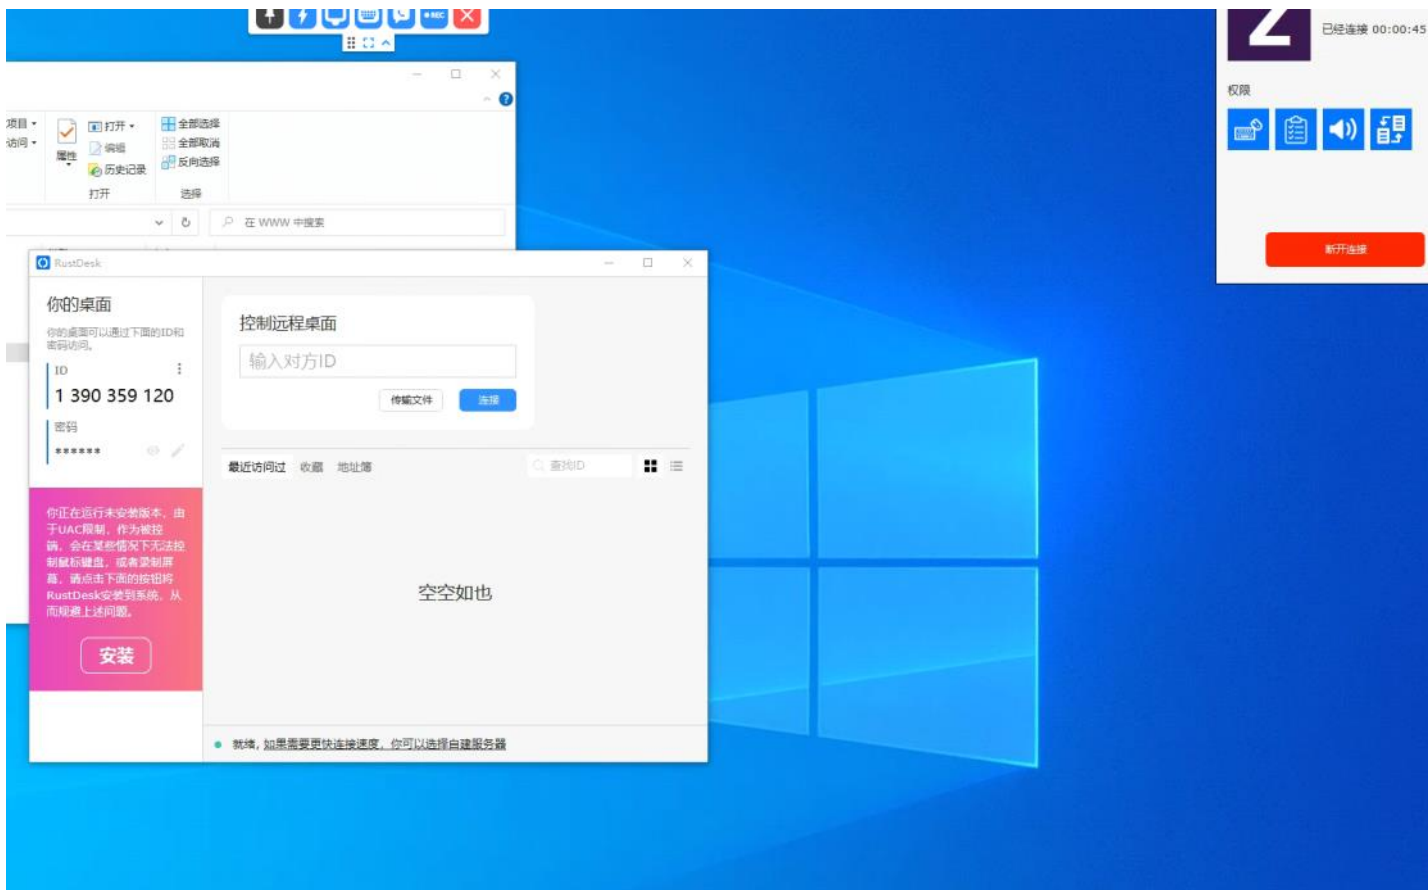 REC
已经连接 00:00:45
权限
断开连接
项目
访问
属性
打开
编辑
历史记录
打开
全部选择
全部取消
反向选择
选择
在 WWW 中搜索
RustDesk
你的桌面
你的桌面可以通过下面的ID和
密码访问。
ID
1 390 359 120
密码
******
你正在运行未安装版本，由
于UAC限制，作为被控
端，会在某些情况下无法控
制鼠标键盘，或者录制屏
幕，请点击下面的按钮将
RustDesk安装到系统，从
而规避上述问题。
安装
控制远程桌面
输入对方ID
传输文件
连接
最近访问过 收藏 地址簿
查找ID
空空如也
就绪, 如果需要更快连接速度，你可以选择自建服务器